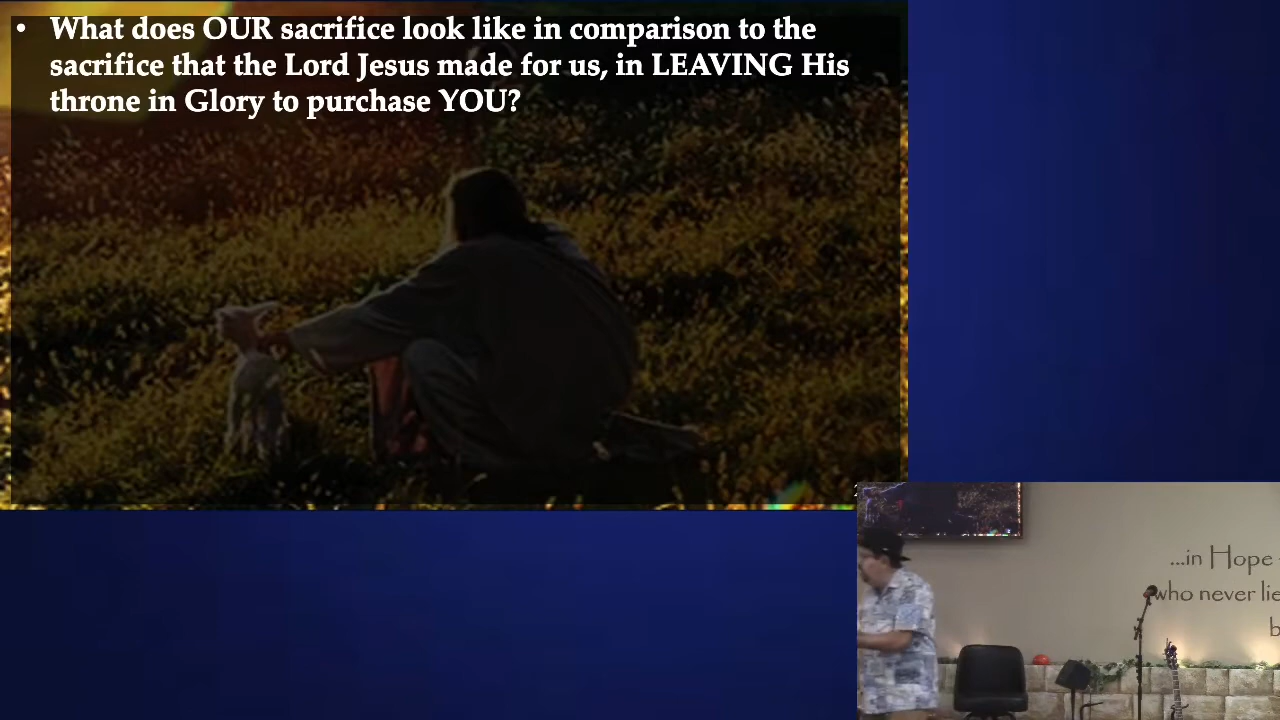 • What does OUR sacrifice look like in comparison to the
sacrifice that the Lord Jesus made for us, in LEAVING His
throne in Glory to purchase YOU?
...in Hope
who never lie
b